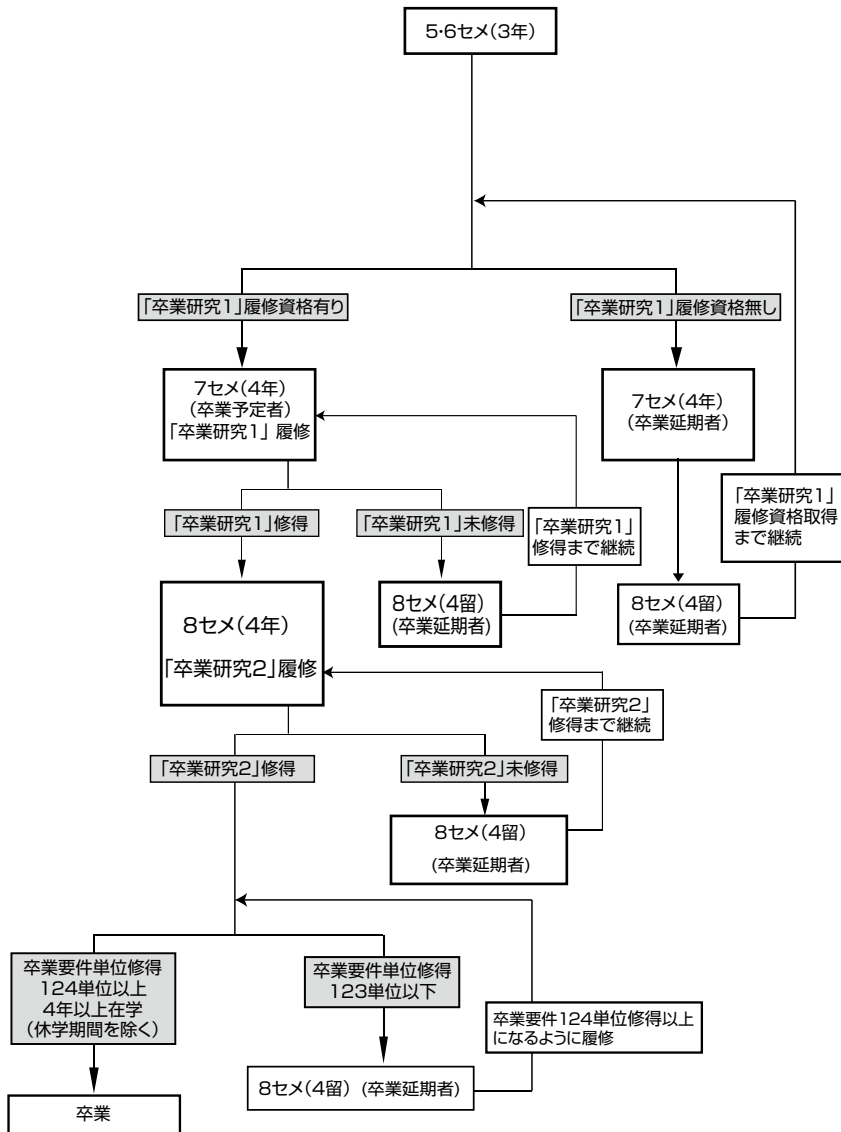 5・6セメ(3年)
「卒業研究1」履修資格有り
「卒業研究1」履修資格無し
7セメ(4年)
(卒業予定者)
「卒業研究1」 履修
7セメ(4年)
(卒業延期者)
「卒業研究1」修得
「卒業研究1」未修得
「卒業研究1」
修得まで継続
「卒業研究1」
履修資格取得
まで継続
8セメ(4年)
「卒業研究2」履修
8セメ(4留)
(卒業延期者)
8セメ(4留)
(卒業延期者)
「卒業研究2」
修得まで継続
「卒業研究2」修得
「卒業研究2」未修得
8セメ(4留)
(卒業延期者)
卒業要件単位修得
124単位以上
4年以上在学
(休学期間を除く)
卒業要件単位修得
123単位以下
卒業要件124単位修得以上
になるように履修
8セメ(4留) (卒業延期者)
卒業